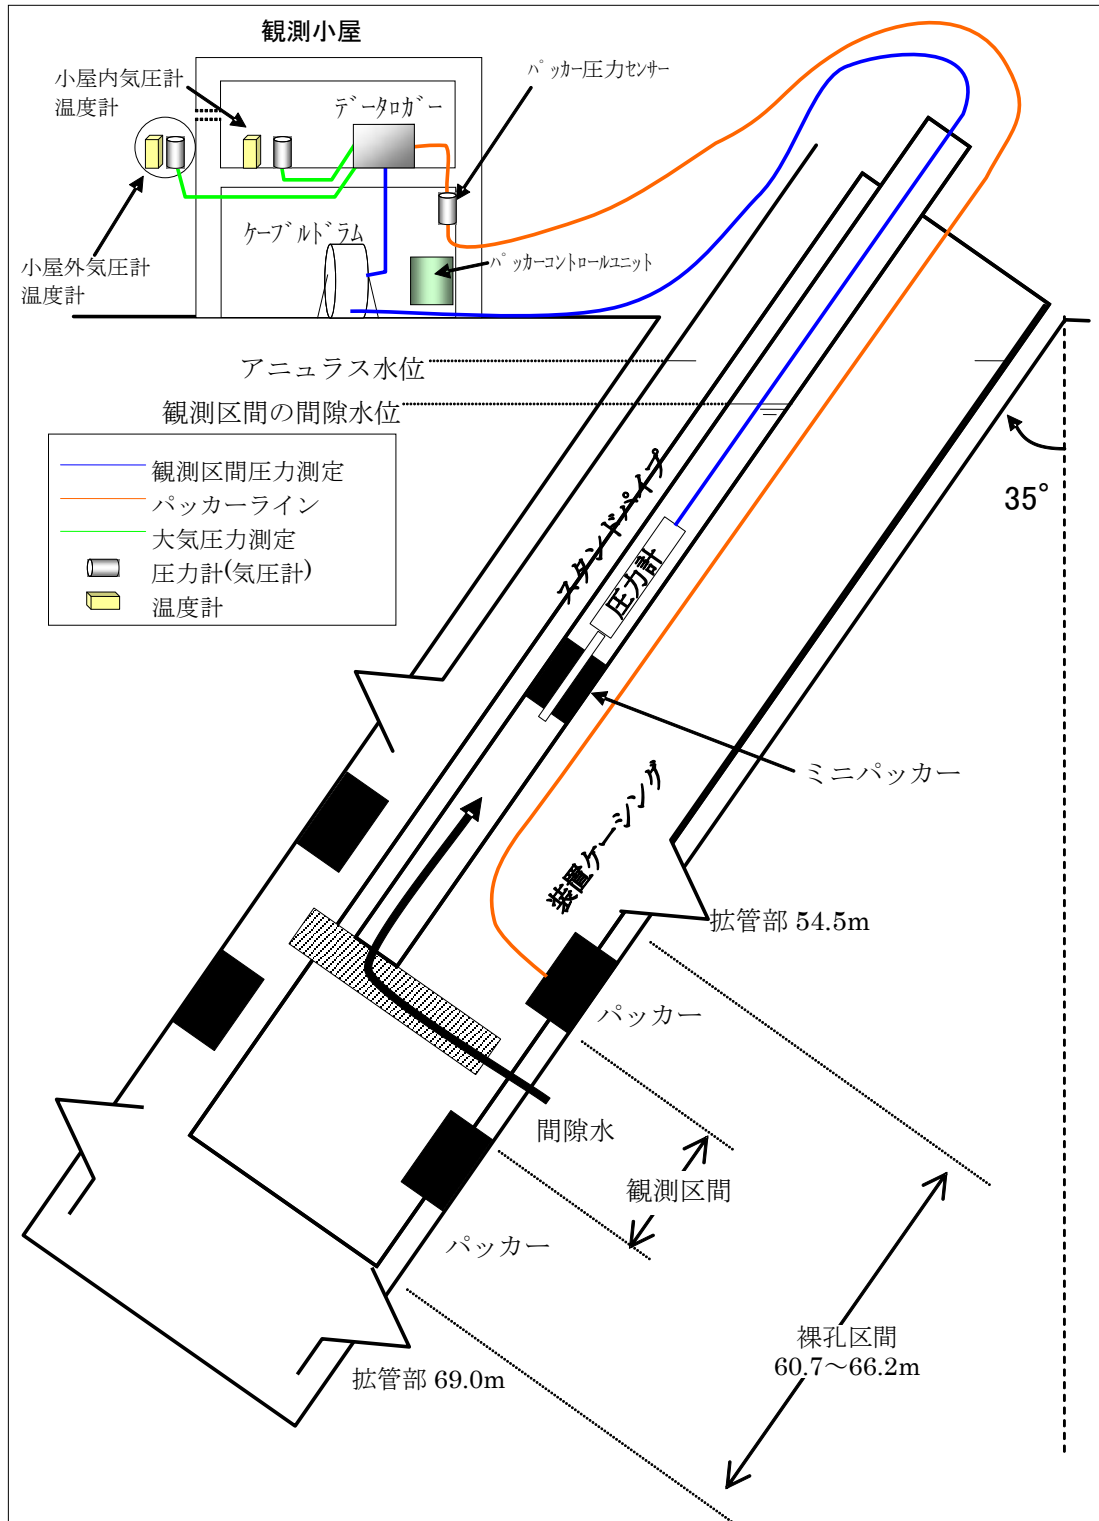 観測小屋
小屋内気圧計
温度計
データロガー
パッカー圧力センサー
ケーブルドラム
パッカーコントロールユニット
小屋外気圧計
温度計
アニュラス水位
観測区間の間隙水位
観測区間圧力測定
パッカーライン
大気圧力測定
圧力計(気圧計)
温度計
35°
スタンドパイプ
圧力計
ミニパッカー
装置ケーシング
拡管部 54.5m
パッカー
間隙水
観測区間
パッカー
裸孔区間
60.7～66.2m
拡管部 69.0m